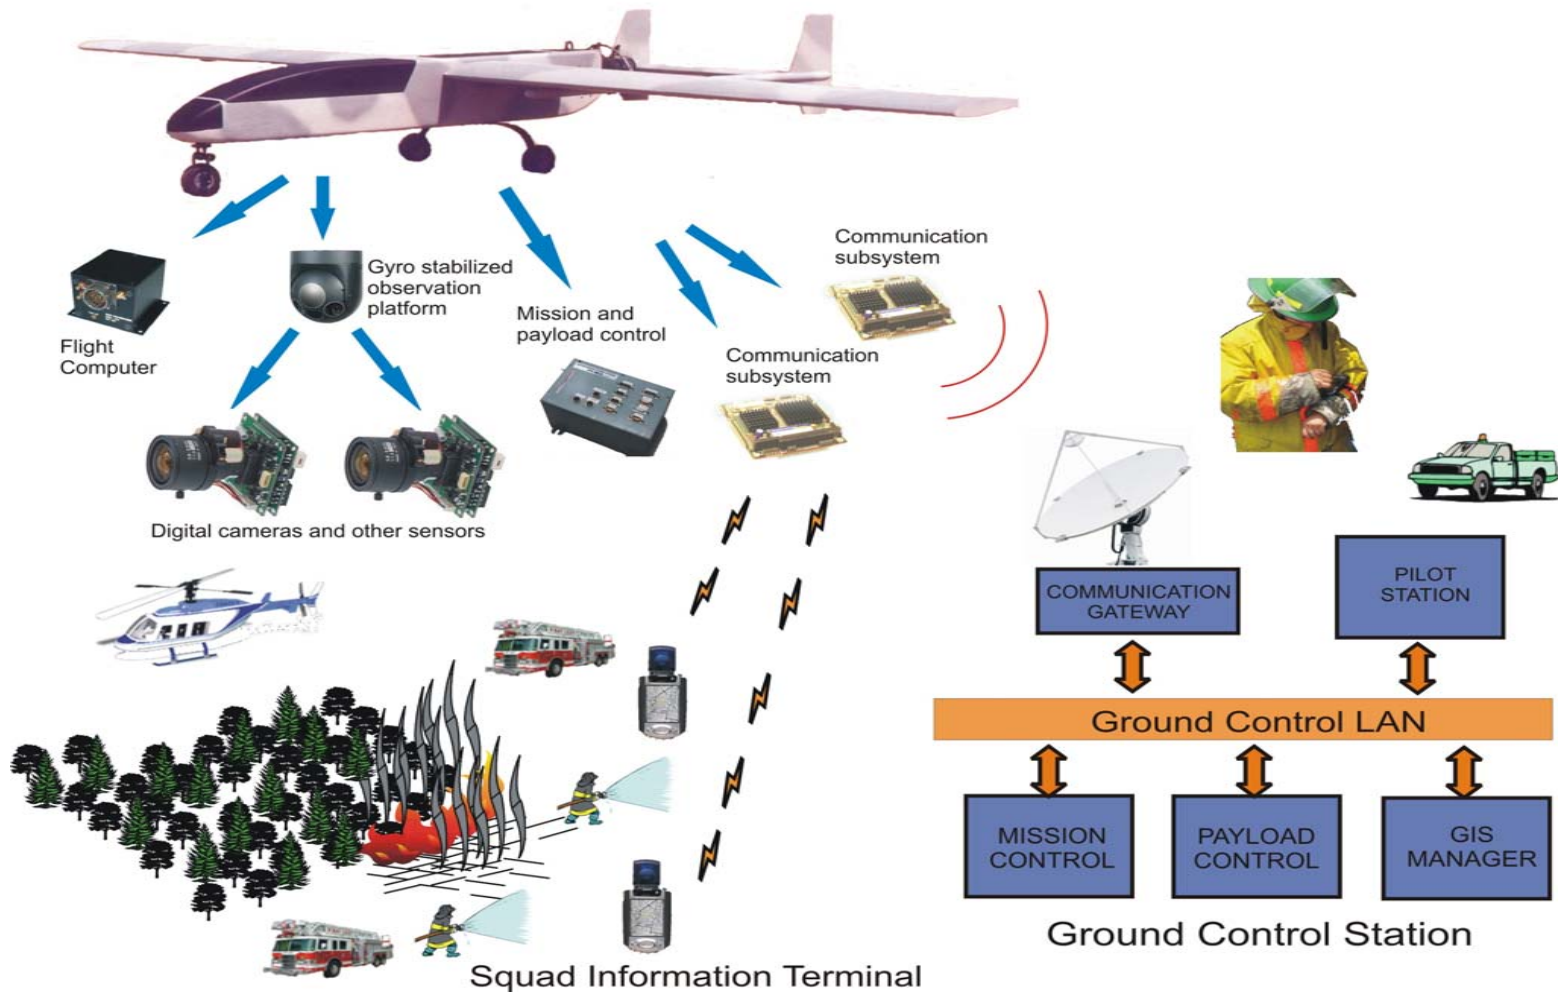 Communication
subsystem
Gyro stabilized
observation
platform
Mission and
payload control
Flight
Computer
Communication
subsystem
Digital cameras and other sensors
COMMUNICATION
GATEWAY
PILOT
STATION
Ground Control LAN
MISSION
CONTROL
PAYLOAD
CONTROL
GIS
MANAGER
Ground Control Station
Squad Information Terminal